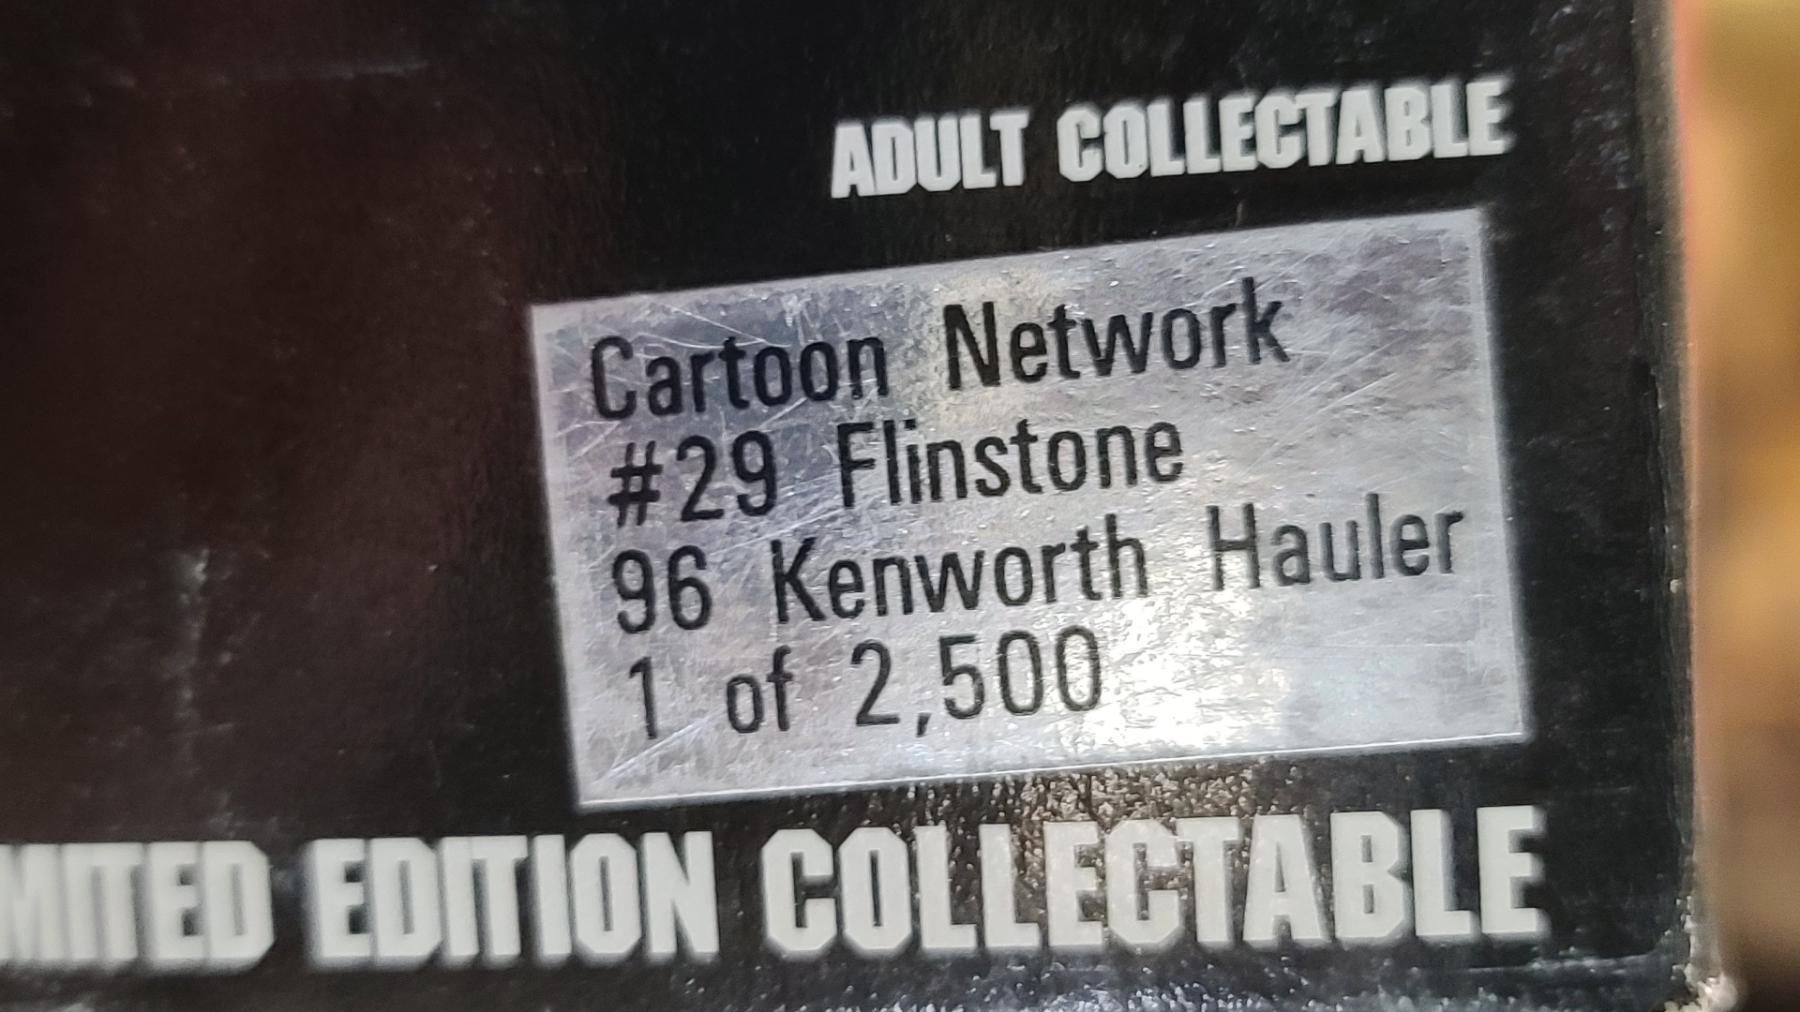 ADULT COLLECTABLE
Cartoon Network
#29 Flinstone
96 Kenworth Hauler
1 of 2,500
MITED EDITION COLLECTABLE